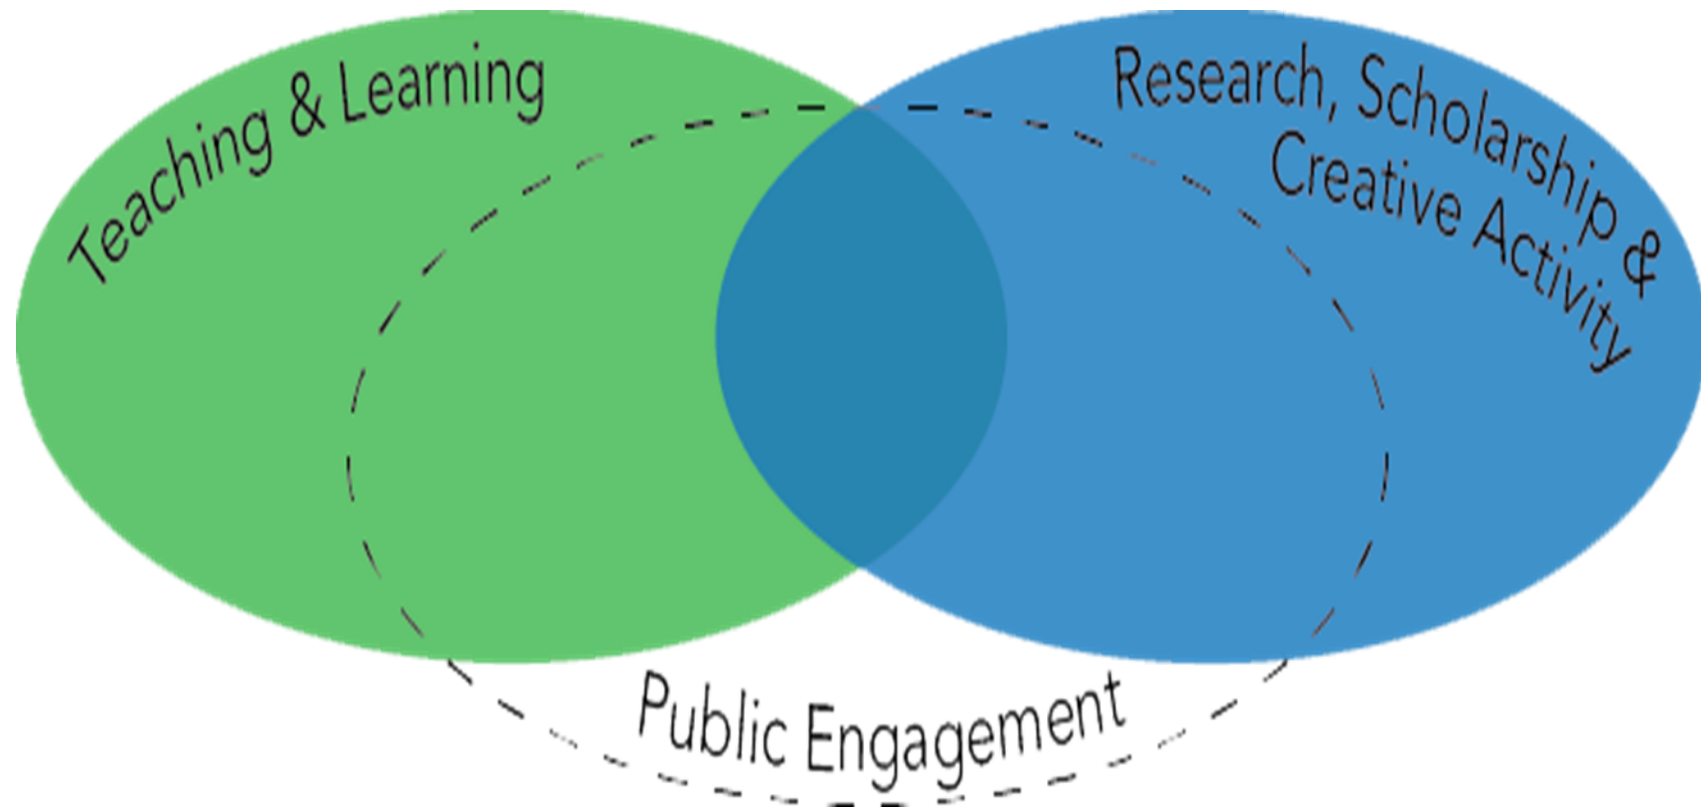 Teaching & Learning
Research, Scholarship &
Creative Activity
Public Engagement